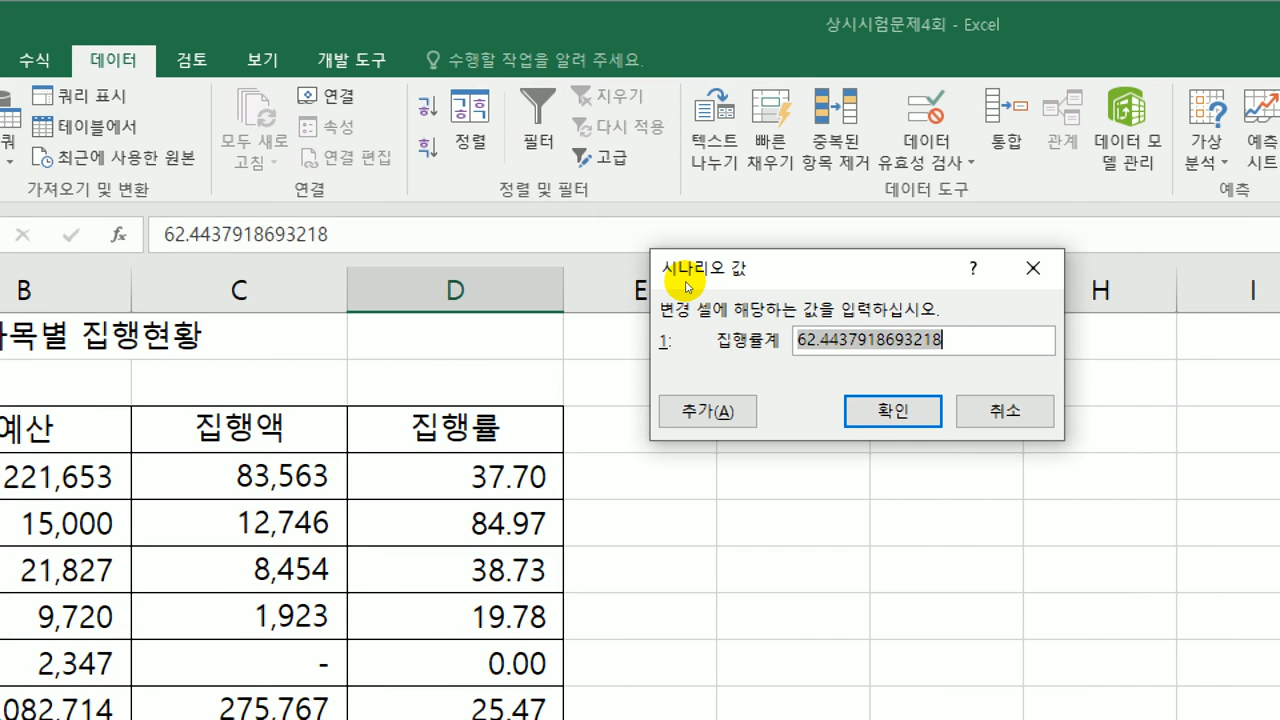 상시시험문제4회 - Excel
수식 데이터 검토 보기 개발 도구 수행할 작업을 알려 주세요.
쿼리 표시
테이블에서
최근에 사용한 원본
가져오기 및 변환
모두 새로
고침
연결
속성
연결 편집
연결
정렬
필터
지우기
다시 적용
고급
정렬 및 필터
텍스트
나누기
빠른
채우기
중복된
항목 제거
데이터
유효성 검사
통합
관계
데이터 모
델 관리
데이터 도구
가상
분석
예측
시트
예측
fx 62.4437918693218
B C D E H I
목별 집행현황
예산 집행액 집행률
221,653 83,563 37.70
15,000 12,746 84.97
21,827 8,454 38.73
9,720 1,923 19.78
2,347 - 0.00
,082,714 275,767 25.47
시나리오 값 ?
변경 셀에 해당하는 값을 입력하십시오.
1: 집행률계 62.4437918693218
추가(A) 확인 취소